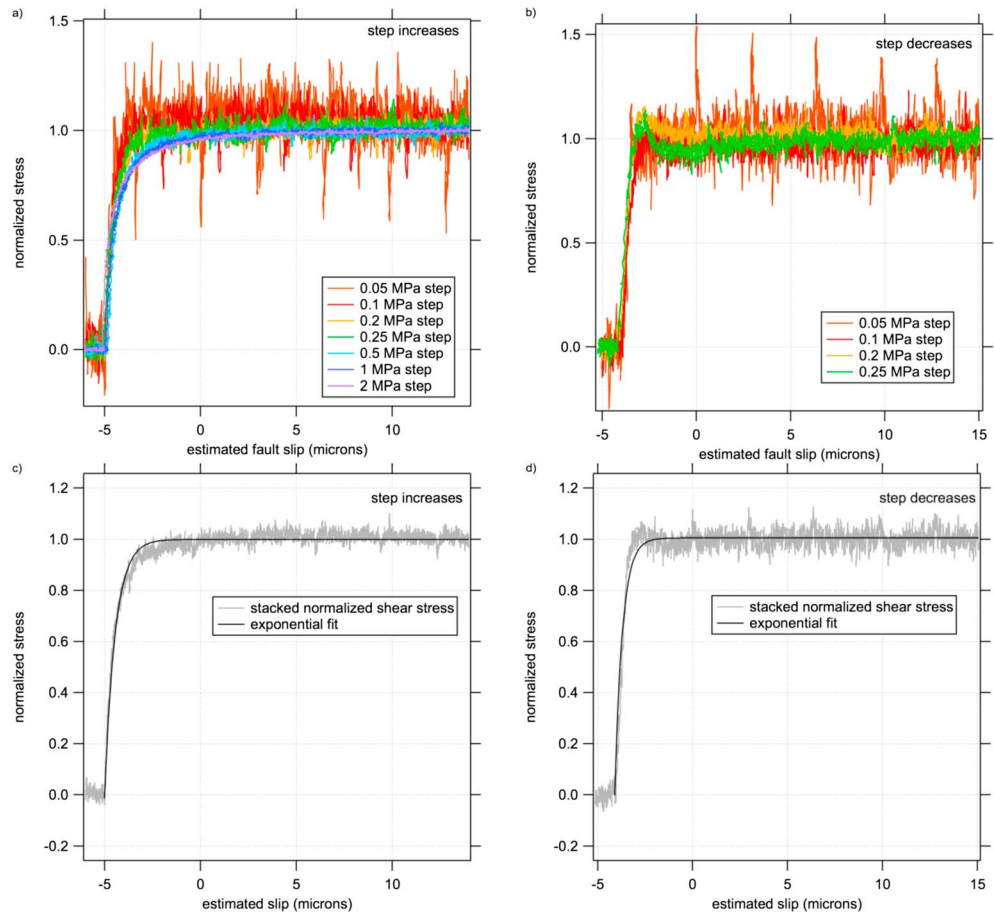 a)
step increases
1.5
1.0
0.5
0.0
normalized stress
0.05 MPa step
0.1 MPa step
0.2 MPa step
0.25 MPa step
0.5 MPa step
1 MPa step
2 MPa step
-5
0
5
10
estimated fault slip (microns)
b)
step decreases
1.5
1.0
0.5
0.0
normalized stress
0.05 MPa step
0.1 MPa step
0.2 MPa step
0.25 MPa step
-5
0
5
10
15
estimated fault slip (microns)
c)
step increases
1.2
1.0
0.8
0.6
0.4
0.2
0.0
-0.2
normalized stress
stacked normalized shear stress
exponential fit
-5
0
5
10
estimated slip (microns)
d)
step decreases
1.2
1.0
0.8
0.6
0.4
0.2
0.0
-0.2
normalized stress
stacked normalized shear stress
exponential fit
-5
0
5
10
15
estimated slip (microns)